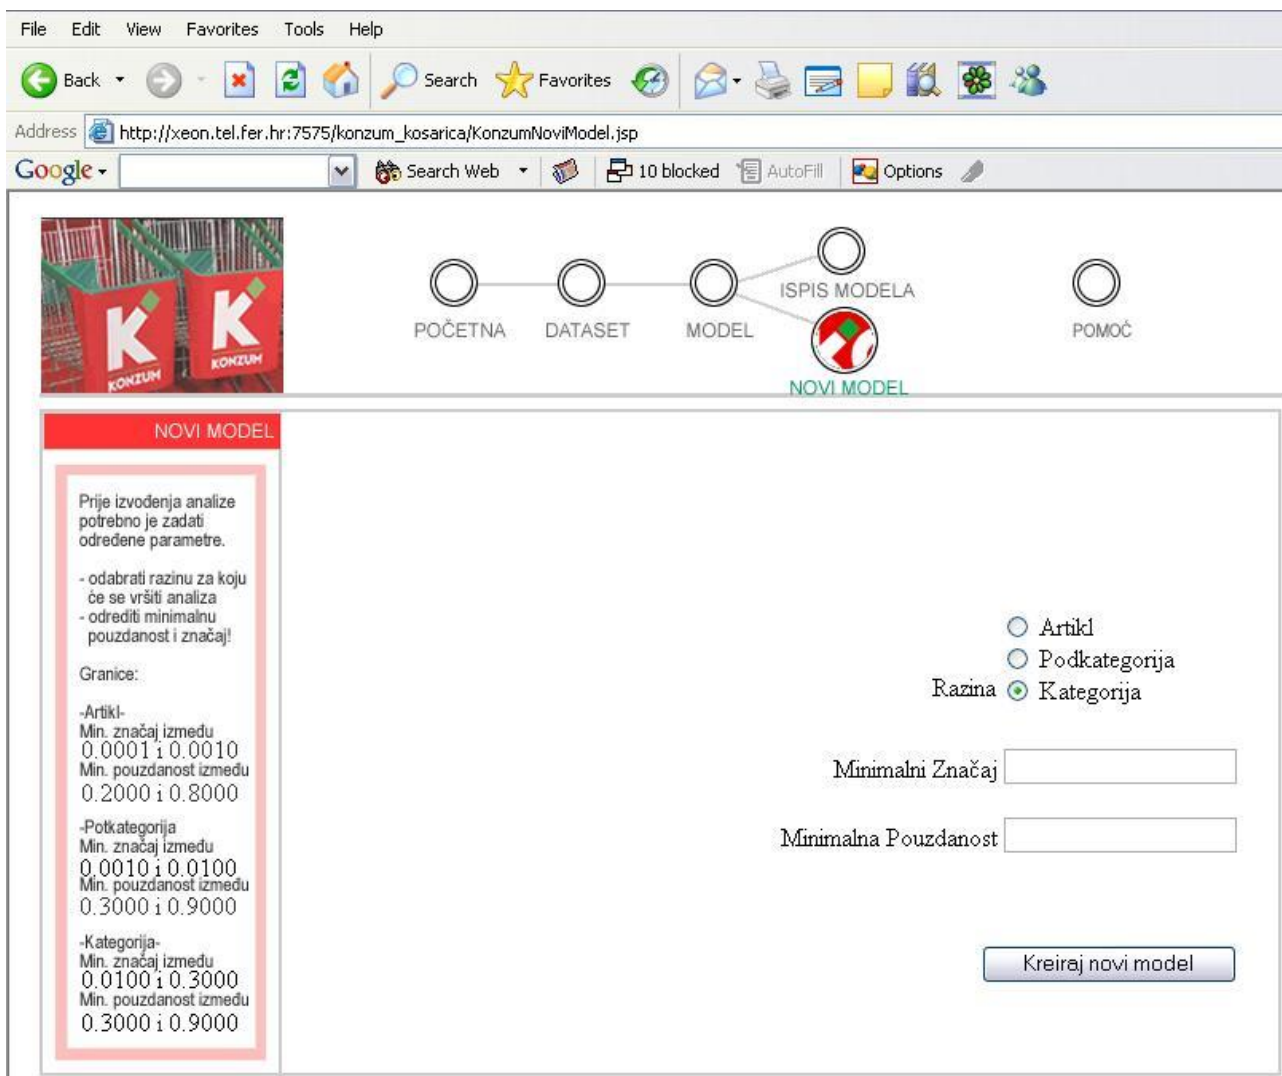 File Edit View Favorites Tools Help
Back Search Favorites
Address http://xeon.tel.fer.hr:7575/konzum_kosarica/KonzumNoviModel.jsp
Google Search Web 10 blocked AutoFill Options
K KONZUM K KONZUM
POČETNA DATASET MODEL ISPIS MODELA POMOĆ
NOVI MODEL
NOVI MODEL
Prije izvođenja analize
potrebno je zadati
određene parametre.
- odabrati razinu za koju
će se vršiti analiza
- odrediti minimalnu
pouzdanost i značaj!
Granice:
-Artikl-
Min. značaj između
0.0001 i 0.0010
Min. pouzdanost između
0.2000 i 0.8000
-Potkategorija
Min. značaj između
0.0010 i 0.0100
Min. pouzdanost između
0.3000 i 0.9000
-Kategorija-
Min. značaj između
0.0100 i 0.3000
Min. pouzdanost između
0.3000 i 0.9000
Artikl
Podkategorija
Razina Kategorija
Minimalni Značaj
Minimalna Pouzdanost
Kreiraj novi model